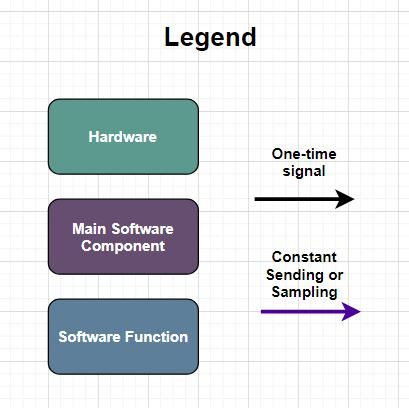 Legend
Hardware
One-time
signal
Main Software
Component
Constant
Sending or
Sampling
Software Function